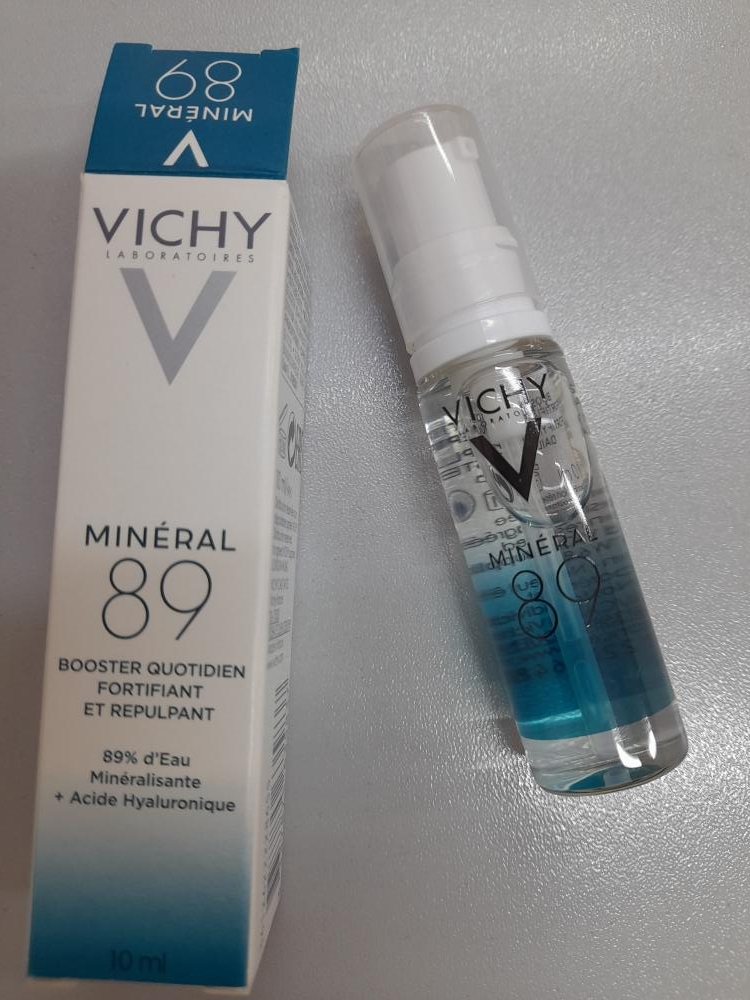 MINÉRAL
89
VICHY
LABORATOIRES
MINÉRAL
89
BOOSTER QUOTIDIEN
FORTIFIANT
ET REPULPANT
89% d'Eau
Minéralisante
+ Acide Hyaluronique
10 ml
VICHY
LABORATOIRES
MINÉRAL
89